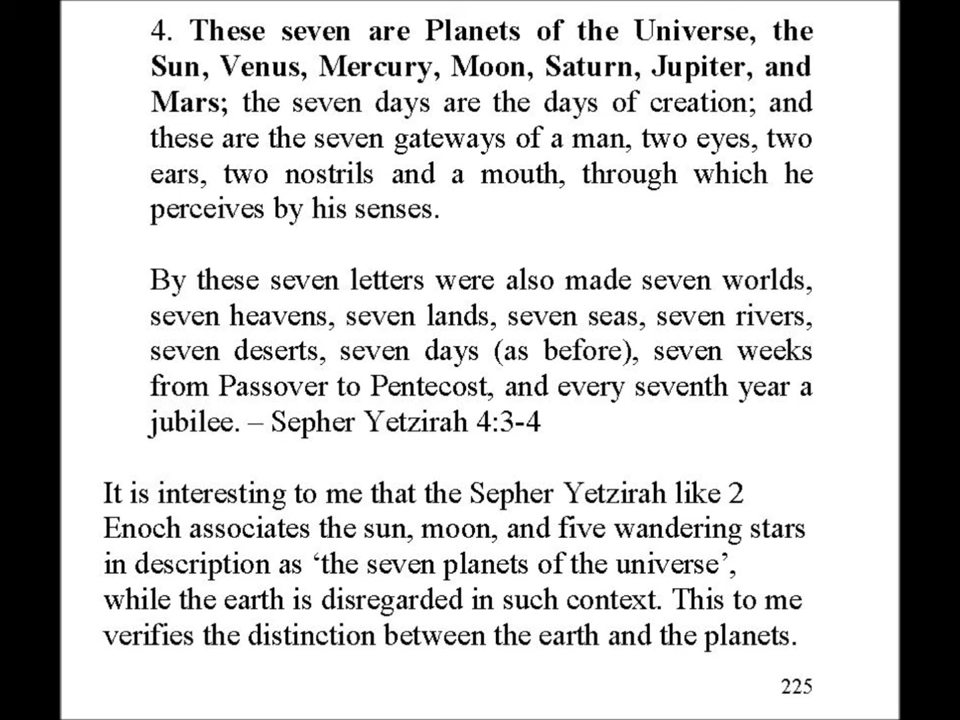 4. These seven are Planets of the Universe, the
Sun, Venus, Mercury, Moon, Saturn, Jupiter, and
Mars; the seven days are the days of creation; and
these are the seven gateways of a man, two eyes, two
ears, two nostrils and a mouth, through which he
perceives by his senses.
By these seven letters were also made seven worlds,
seven heavens, seven lands, seven seas, seven rivers,
seven deserts, seven days (as before), seven weeks
from Passover to Pentecost, and every seventh year a
jubilee. – Sepher Yetzirah 4:3-4
It is interesting to me that the Sepher Yetzirah like 2
Enoch associates the sun, moon, and five wandering stars
in description as ‘the seven planets of the universe’,
while the earth is disregarded in such context. This to me
verifies the distinction between the earth and the planets.
225